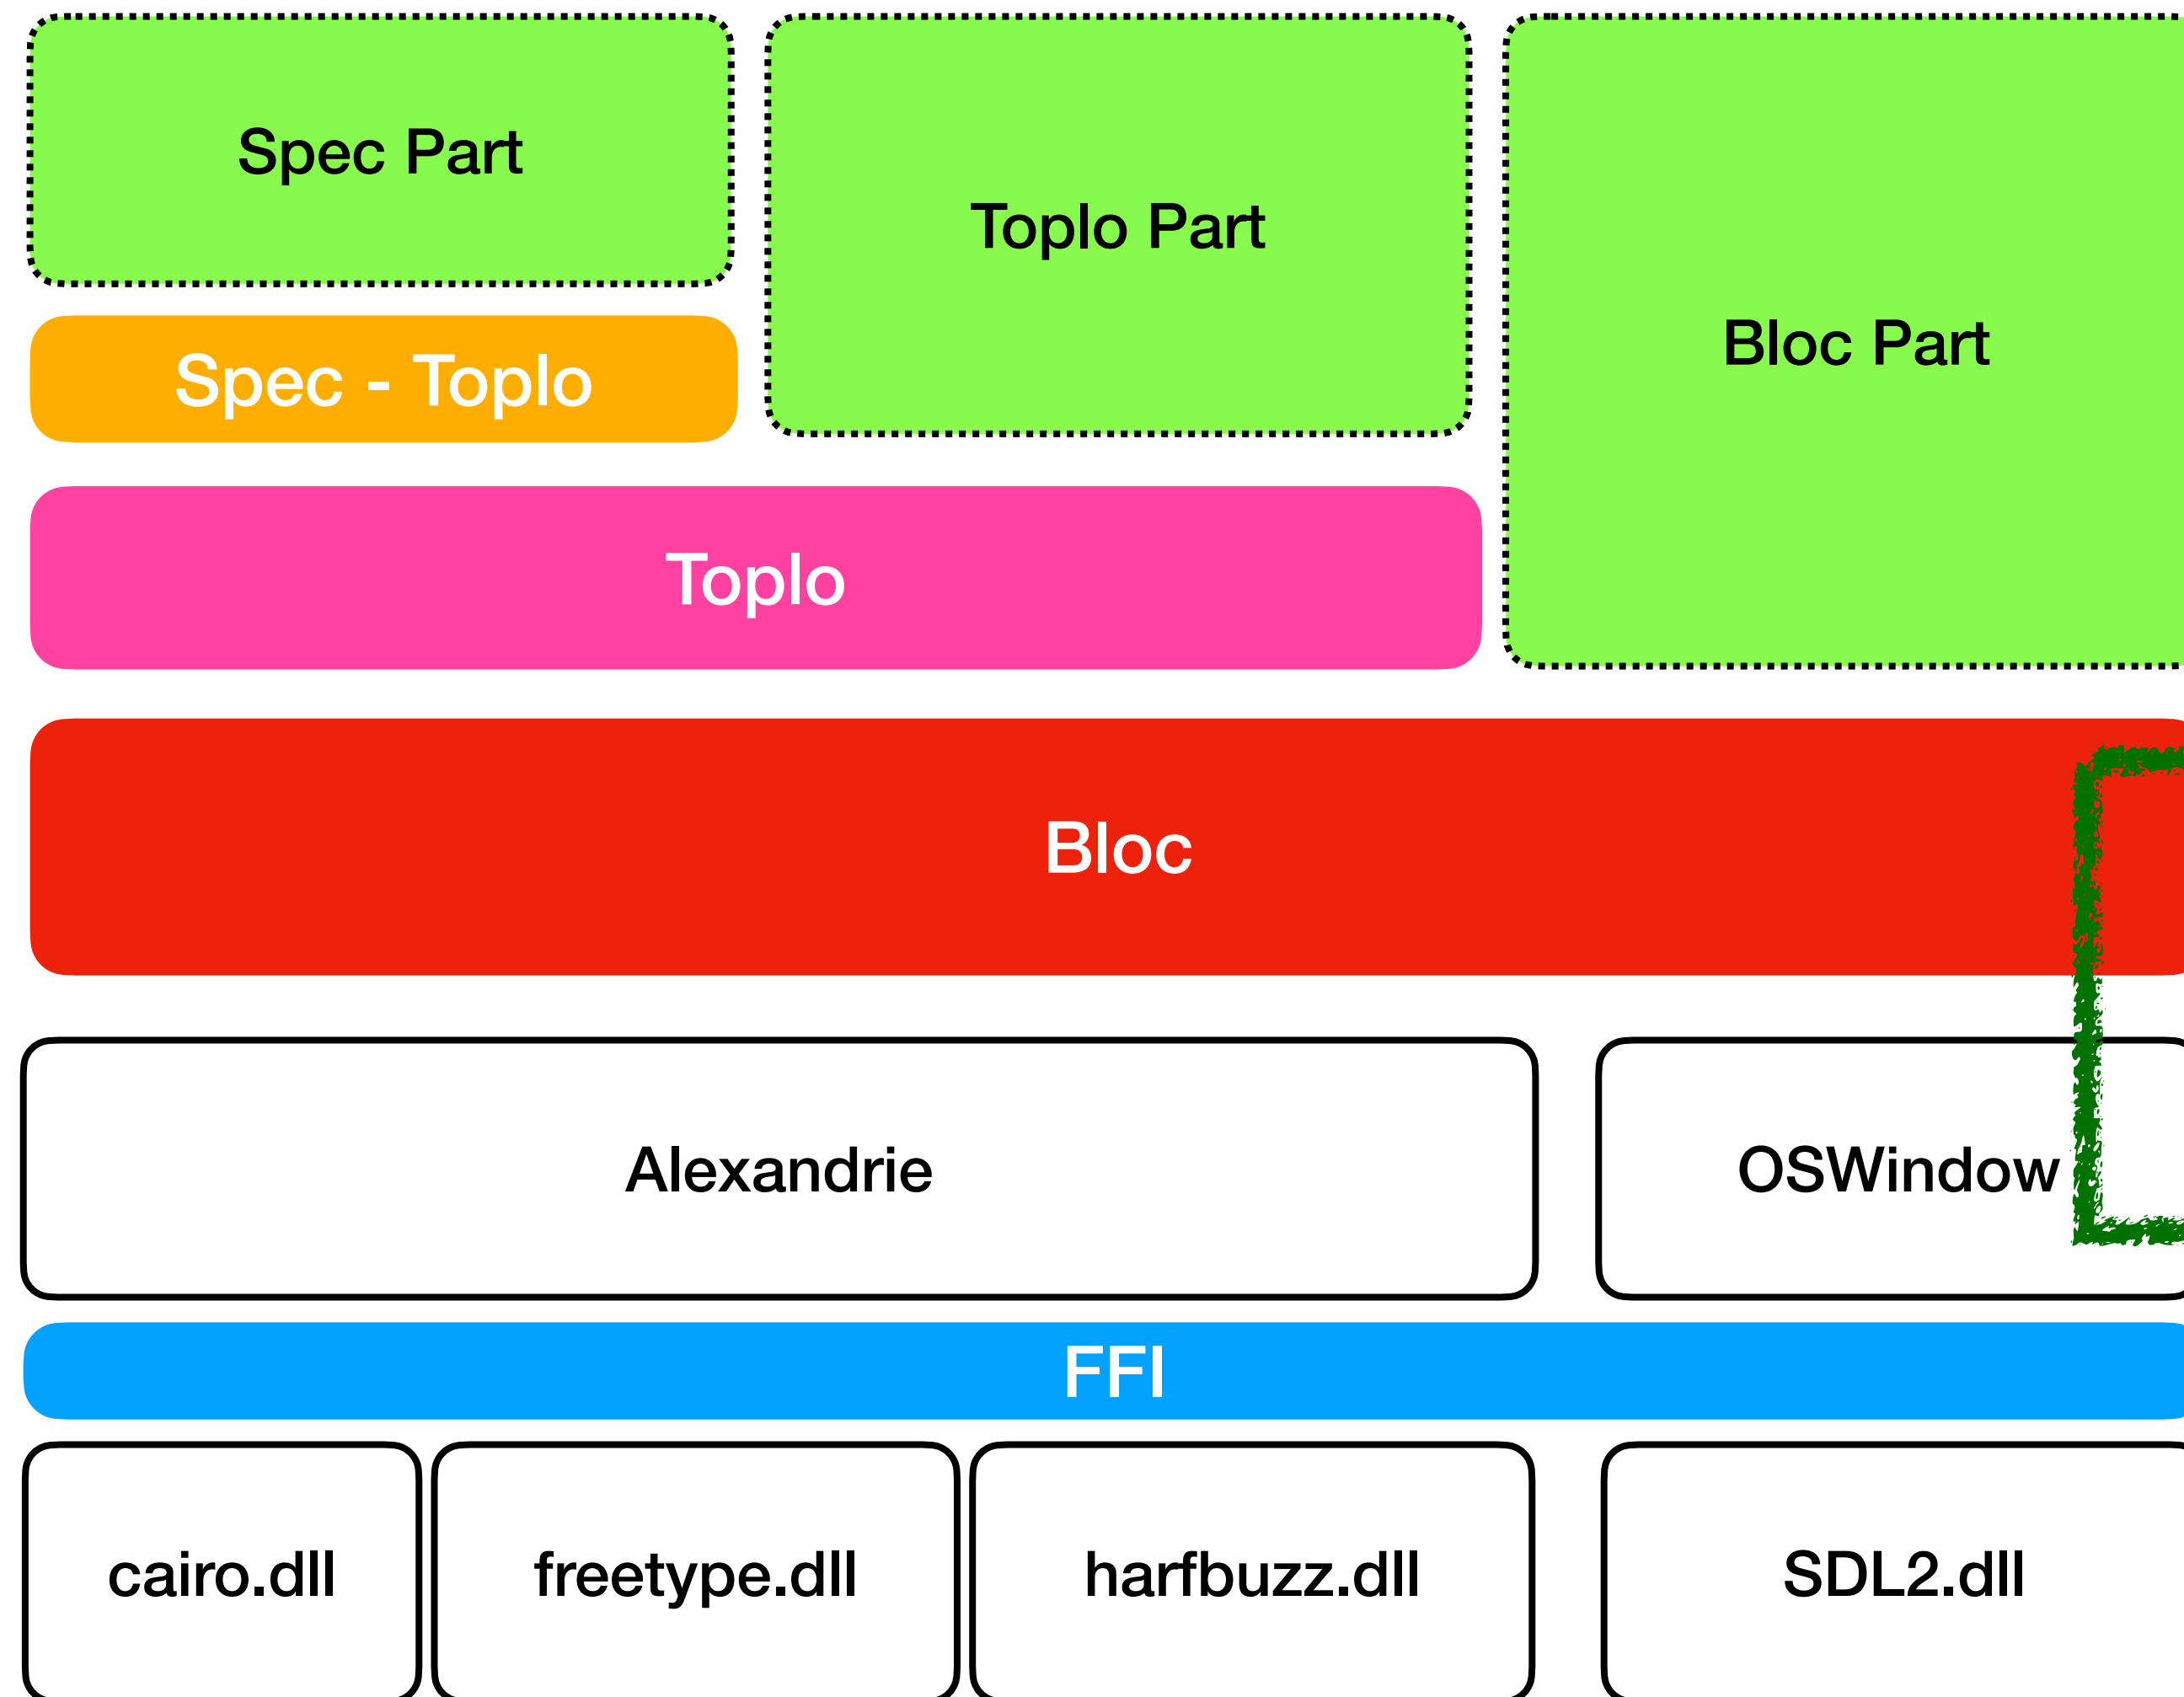 Spec Part
Toplo Part
Bloc Part
Spec - Toplo
Toplo
Bloc
Alexandrie
OSWindow
FFI
cairo.dll
freetype.dll
harfbuzz.dll
SDL2.dll